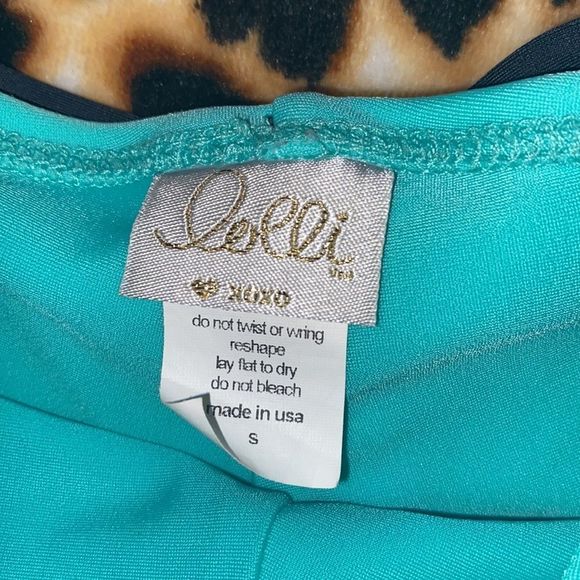 lolli
XOXO
do not twist or wring
reshape
lay flat to dry
do not bleach
made in usa
s